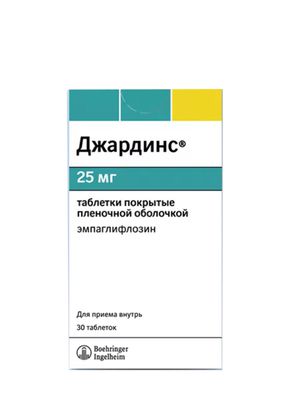 Джардинс®
25 мг
таблетки покрытые
пленочной оболочкой
эмпаглифлозин
Для приема внутрь
30 таблеток
Boehringer
Ingelheim